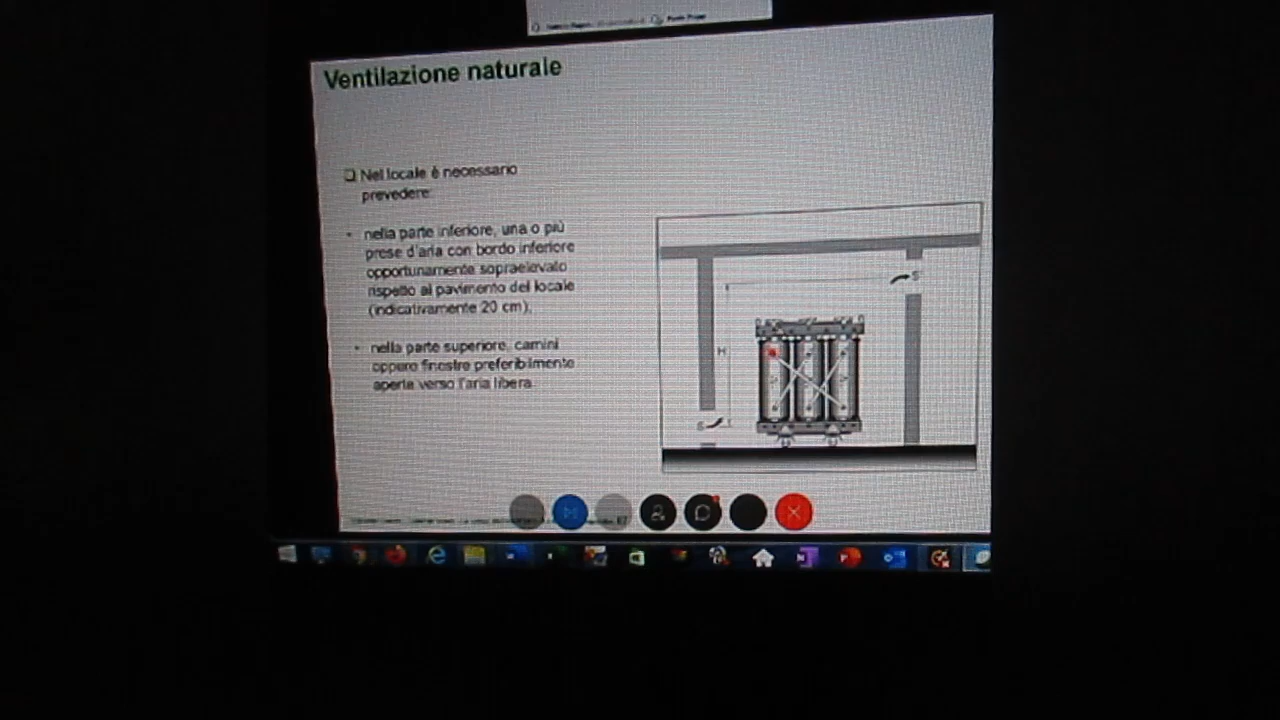 Ventilazione naturale
❑ Nel locale è necessario
prevedere:
• nella parte inferiore, una o più
prese d'aria con bordo inferiore
opportunamente sopraelevato
rispetto al pavimento del locale
(indicativamente 20 cm);
• nella parte superiore, camini
oppure finestre preferibilmente
aperte verso l'aria libera.
S'
H
S